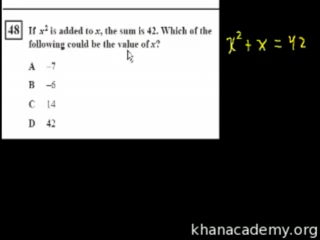 48 If x² is added to x, the sum is 42. Which of the
following could be the value of x?
A –7
B –6
C 14
D 42
x² + x = 42
khanacademy.org